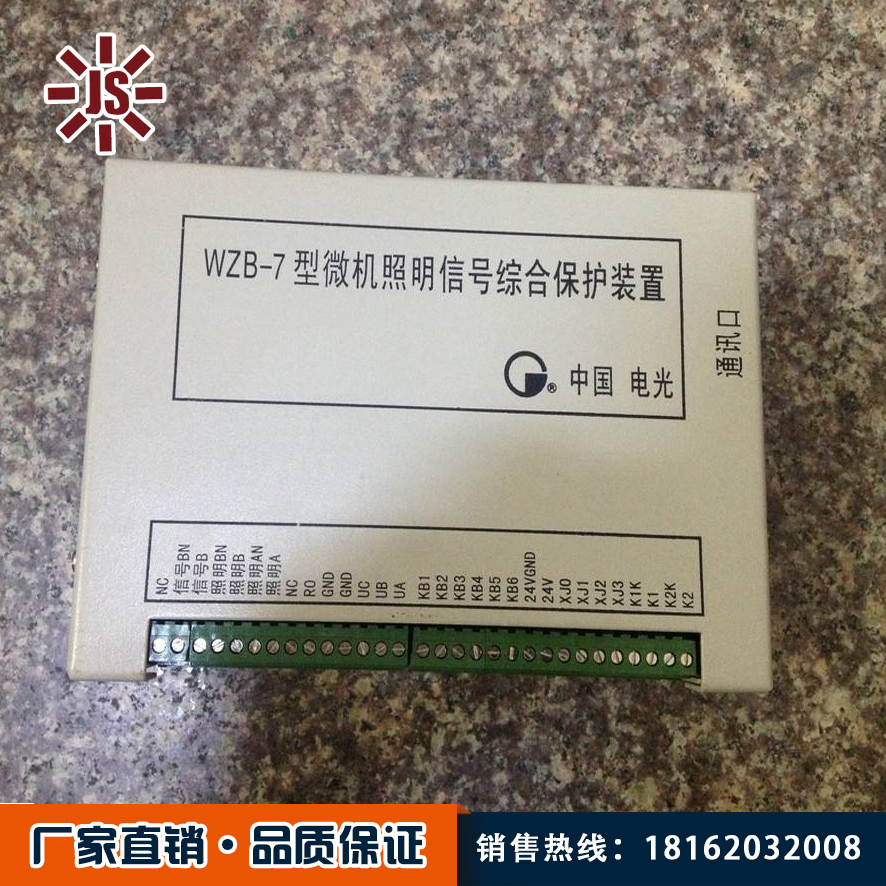 JS
WZB-7型微机照明信号综合保护装置
中国 电光
通讯口
NC
信号BN
信号B
照明BN
照明B
照明AN
照明A
NC
RO
GND
GND
UC
UB
UA
KB1
KB2
KB3
KB4
KB5
KB6
24VGND
24V
XJ0
XJ1
XJ2
XJ3
K1K
K1
K2K
K2
厂家直销·品质保证
销售热线：18162032008